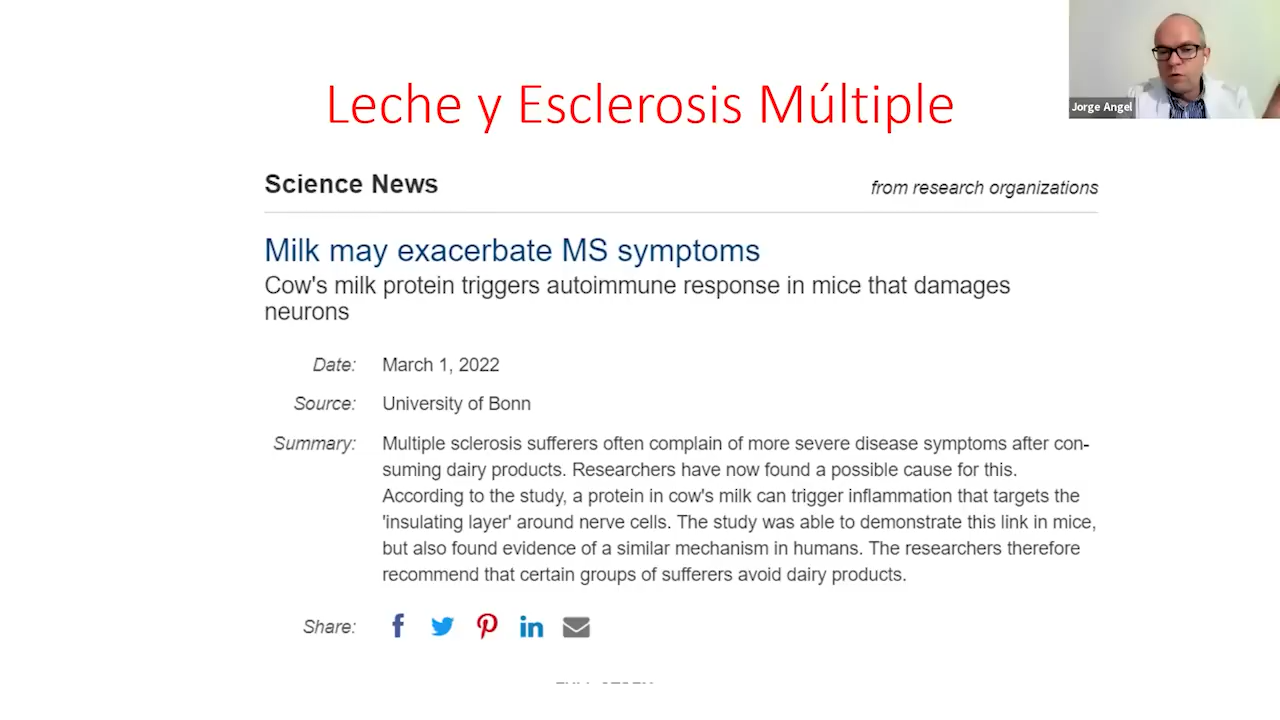 Leche y Esclerosis Múltiple
Jorge Angel
Science News
from research organizations
Milk may exacerbate MS symptoms
Cow's milk protein triggers autoimmune response in mice that damages
neurons
Date: March 1, 2022
Source: University of Bonn
Summary: Multiple sclerosis sufferers often complain of more severe disease symptoms after con-
suming dairy products. Researchers have now found a possible cause for this.
According to the study, a protein in cow's milk can trigger inflammation that targets the
'insulating layer' around nerve cells. The study was able to demonstrate this link in mice,
but also found evidence of a similar mechanism in humans. The researchers therefore
recommend that certain groups of sufferers avoid dairy products.
Share: